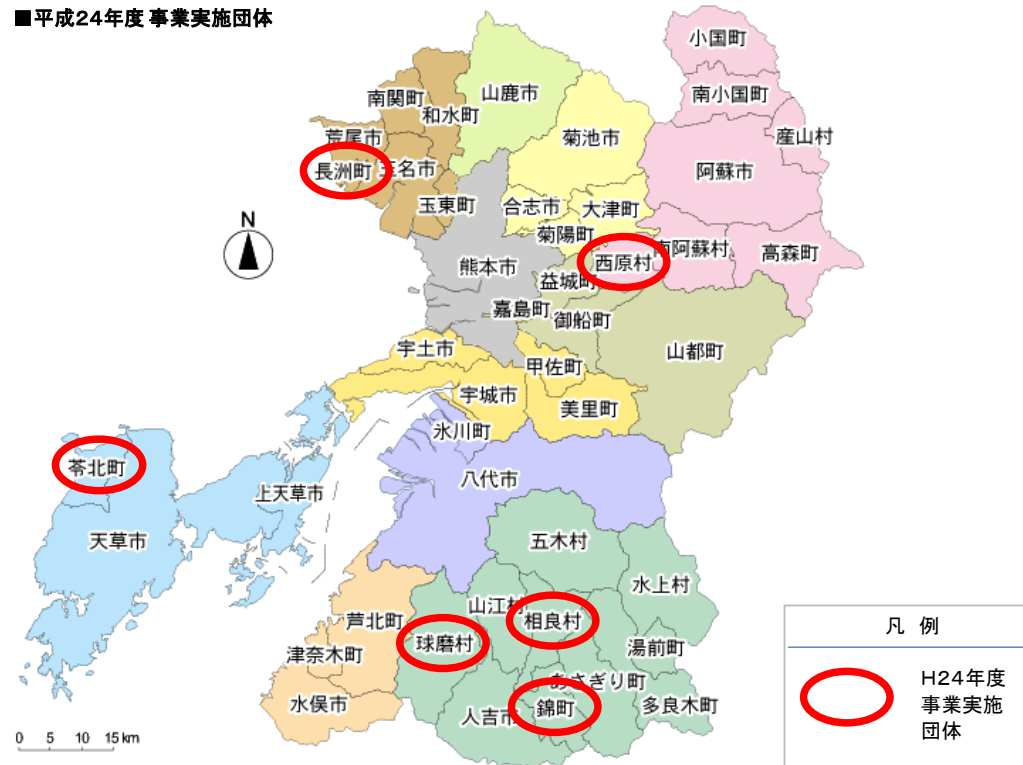 ■平成24年度 事業実施団体
小国町
南関町
山鹿市
南小国町
和水町
荒尾市
菊池市
産山村
長洲町
玉名市
阿蘇市
玉東町
合志市
大津町
N
菊陽町
南阿蘇村
高森町
熊本市
西原村
益城町
嘉島町
御船町
宇土市
山都町
甲佐町
宇城市
美里町
氷川町
苓北町
八代市
上天草市
天草市
五木村
水上村
山江村
芦北町
相良村
球磨村
湯前町
津奈木町
あさぎり町
水俣市
人吉市
錦町
多良木町
凡 例
H24年度
事業実施
団体
0 5 10 15 km